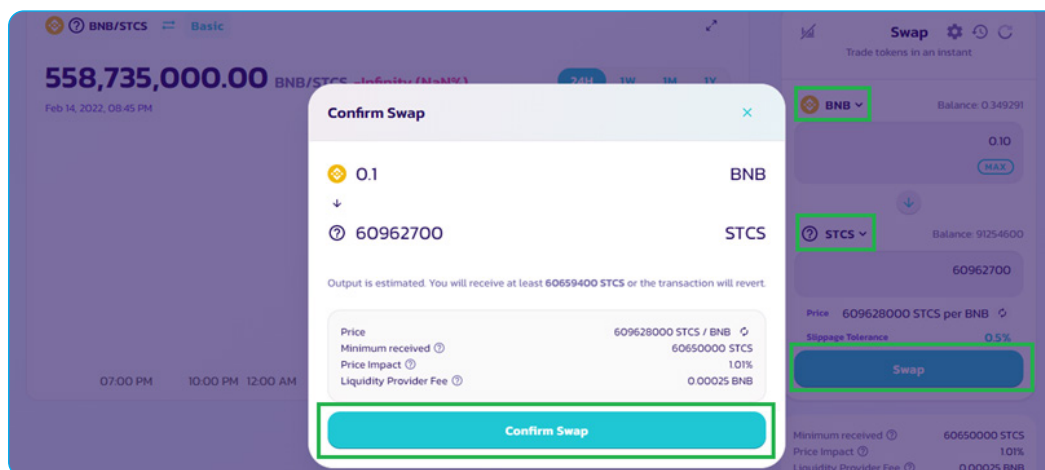 BNB/STCS Basic
558,735,000.00 BNB/STCS -Infinity (NaN%)
24H 1W 1M 1Y
Feb 14, 2022, 08:45 PM
07:00 PM 10:00 PM 12:00 AM
Confirm Swap ×
0.1 BNB
↓
60962700 STCS
Output is estimated. You will receive at least 60659400 STCS or the transaction will revert.
Price 609628000 STCS / BNB
Minimum received 60650000 STCS
Price Impact 1.01%
Liquidity Provider Fee 0.00025 BNB
Confirm Swap
Swap
Trade tokens in an instant
BNB Balance: 0.349291
0.10
MAX
STCS Balance: 91254600
60962700
Price 609628000 STCS per BNB
Slippage Tolerance 0.5%
Swap
Minimum received 60650000 STCS
Price Impact 1.01%
Liquidity Provider Fee 0.00025 BNB